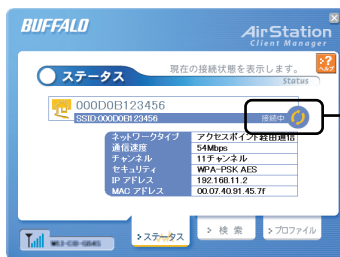 BUFFALO
AirStation
Client Manager
ステータス
現在の接続状態を表示します。
Status
?
ヘルプ
000D0B123456
SSID:000D0B123456
接続中
ネットワークタイプ アクセスポイント経由通信
通信速度 54Mbps
チャンネル 11チャンネル
セキュリティ WPA-PSK AES
IP アドレス 192.168.11.2
MAC アドレス 00.07.40.91.45.7f
WLI-CB-G54S
>ステータス
> 検 索
>プロファイル